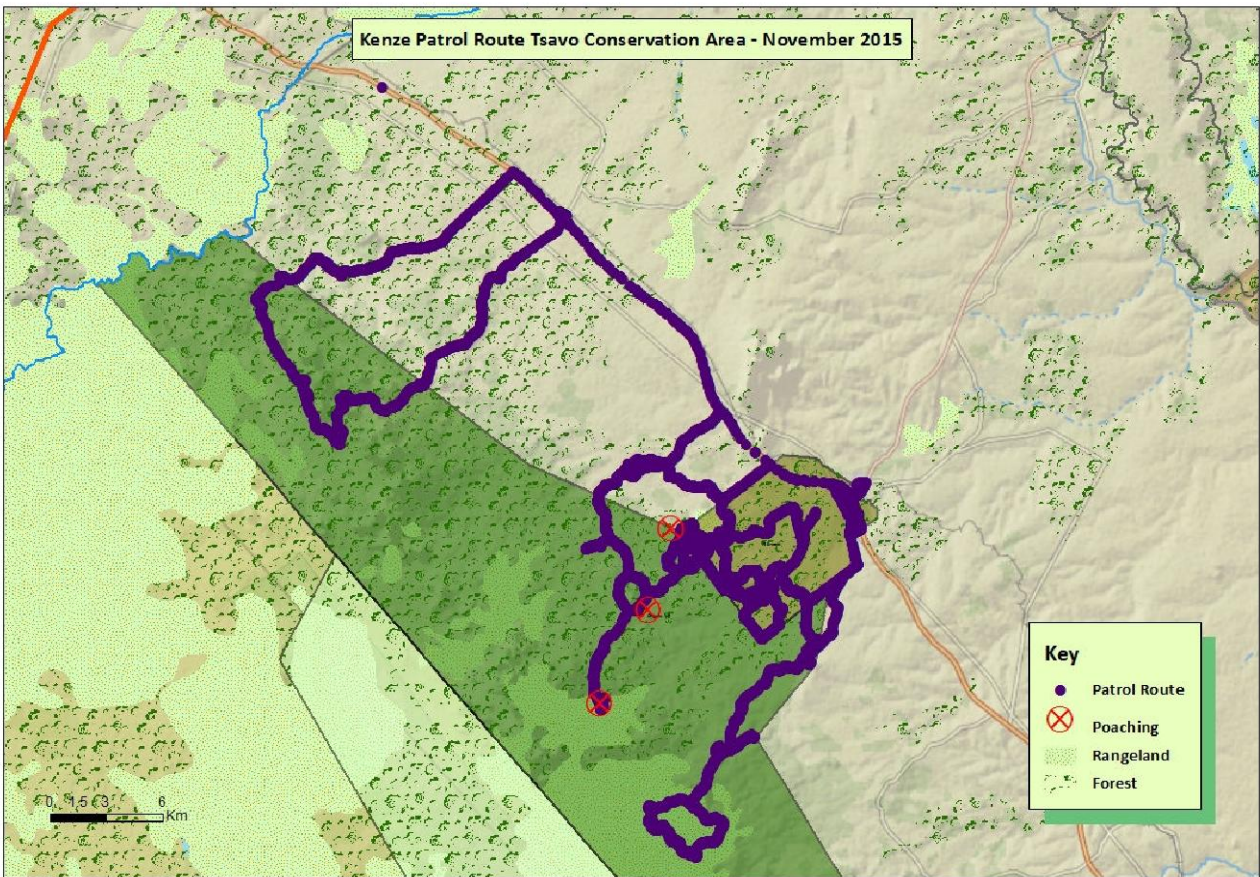 Kenze Patrol Route Tsavo Conservation Area - November 2015
Key
Patrol Route
Poaching
Rangeland
Forest
0 1.5 3 6
Km